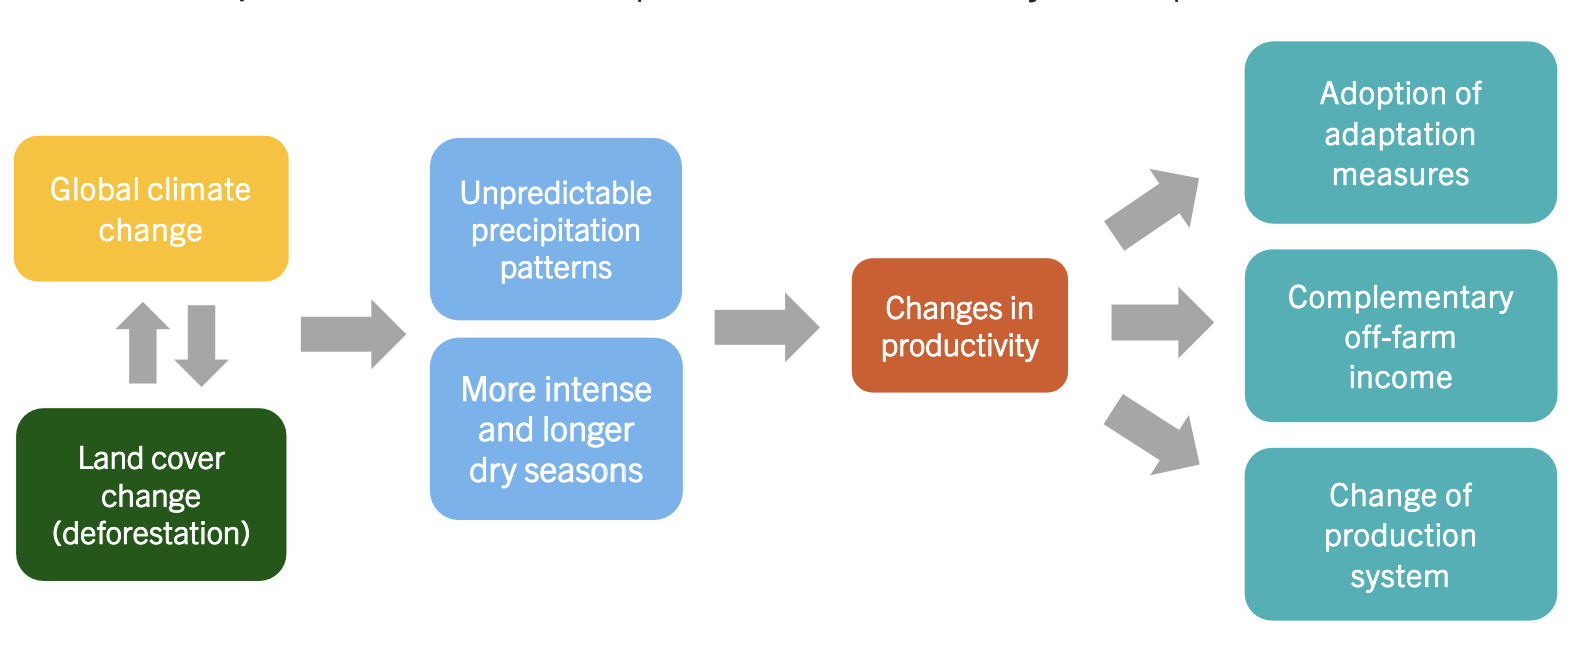 Global climate
change
Land cover
change
(deforestation)
Unpredictable
precipitation
patterns
More intense
and longer
dry seasons
Changes in
productivity
Adoption of
adaptation
measures
Complementary
off-farm
income
Change of
production
system